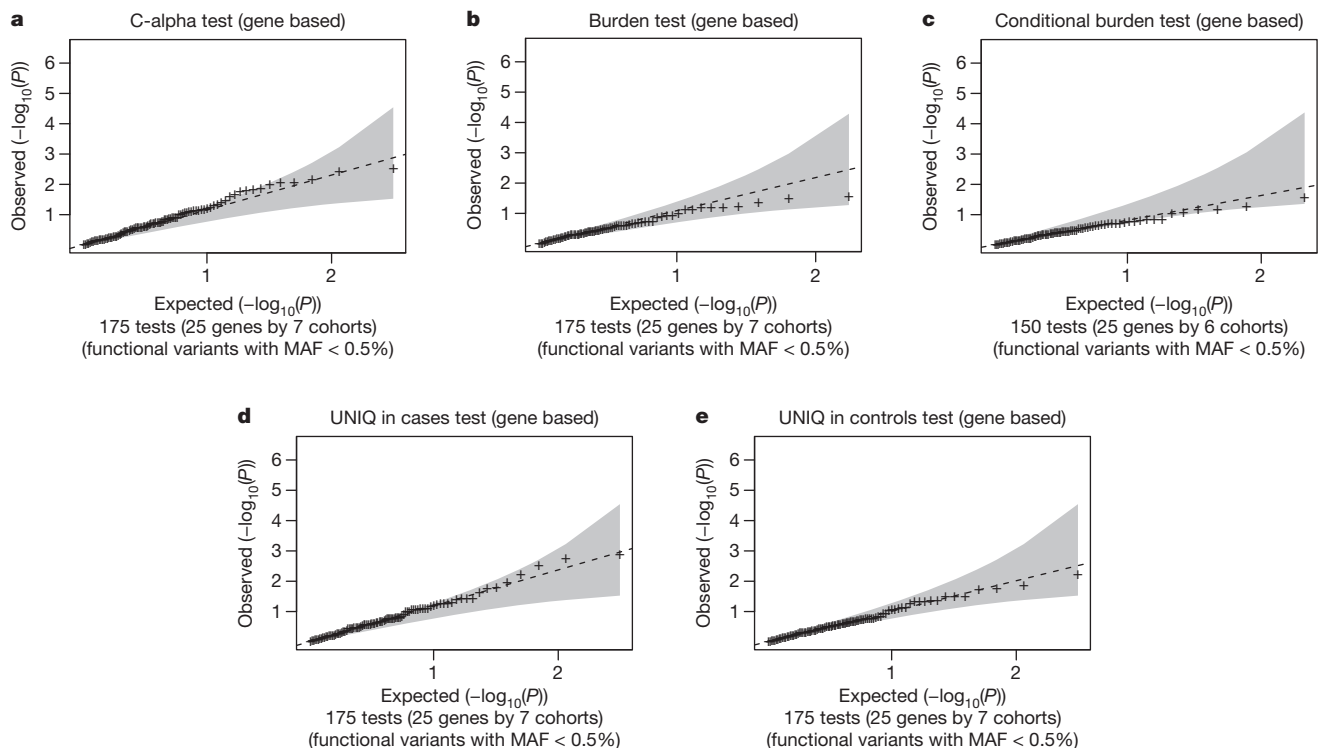 a C-alpha test (gene based)
Observed (−log10(P))
6
5
4
3
2
1
1 2
Expected (−log10(P))
175 tests (25 genes by 7 cohorts)
(functional variants with MAF < 0.5%)
b Burden test (gene based)
Observed (−log10(P))
6
5
4
3
2
1
1 2
Expected (−log10(P))
175 tests (25 genes by 7 cohorts)
(functional variants with MAF < 0.5%)
c Conditional burden test (gene based)
Observed (−log10(P))
6
5
4
3
2
1
1 2
Expected (−log10(P))
150 tests (25 genes by 6 cohorts)
(functional variants with MAF < 0.5%)
d UNIQ in cases test (gene based)
Observed (−log10(P))
6
5
4
3
2
1
1 2
Expected (−log10(P))
175 tests (25 genes by 7 cohorts)
(functional variants with MAF < 0.5%)
e UNIQ in controls test (gene based)
Observed (−log10(P))
6
5
4
3
2
1
1 2
Expected (−log10(P))
175 tests (25 genes by 7 cohorts)
(functional variants with MAF < 0.5%)